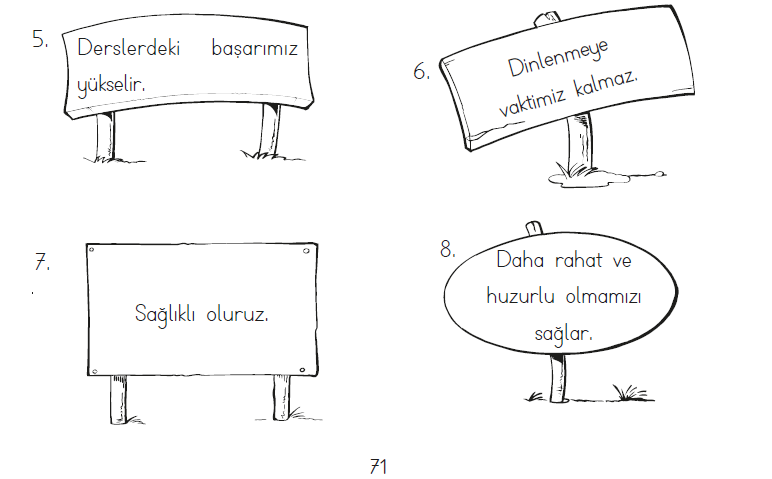 5.
Derslerdeki başarımız
yükselir.
6.
Dinlenmeye
vaktimiz kalmaz.
7.
Sağlıklı oluruz.
8.
Daha rahat ve
huzurlu olmamızı
sağlar.
71